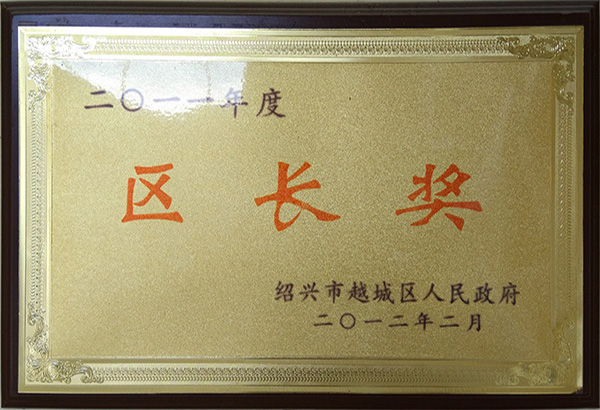 二〇一一年度
区长奖
绍兴市越城区人民政府
二〇一二年二月